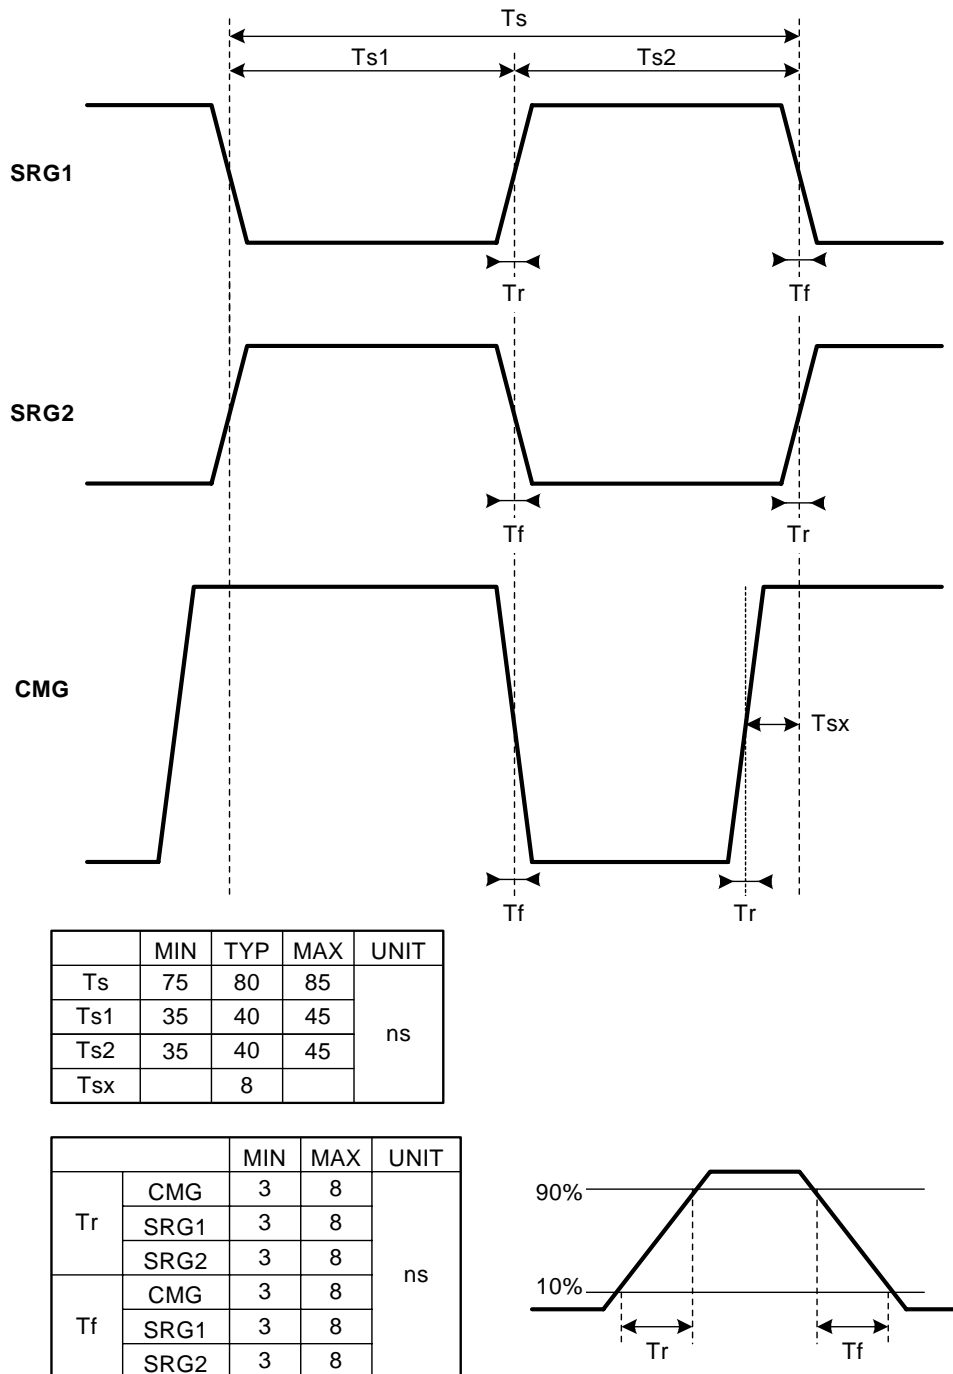 Ts
Ts1 Ts2
SRG1
Tr Tf
SRG2
Tf Tr
CMG
Tsx
Tf Tr
MIN TYP MAX UNIT
Ts 75 80 85
Ts1 35 40 45
ns
Ts2 35 40 45
Tsx 8
MIN MAX UNIT
Tr CMG 3 8
SRG1 3 8
SRG2 3 8
ns
Tf CMG 3 8
SRG1 3 8
SRG2 3 8
90%
10%
Tr Tf